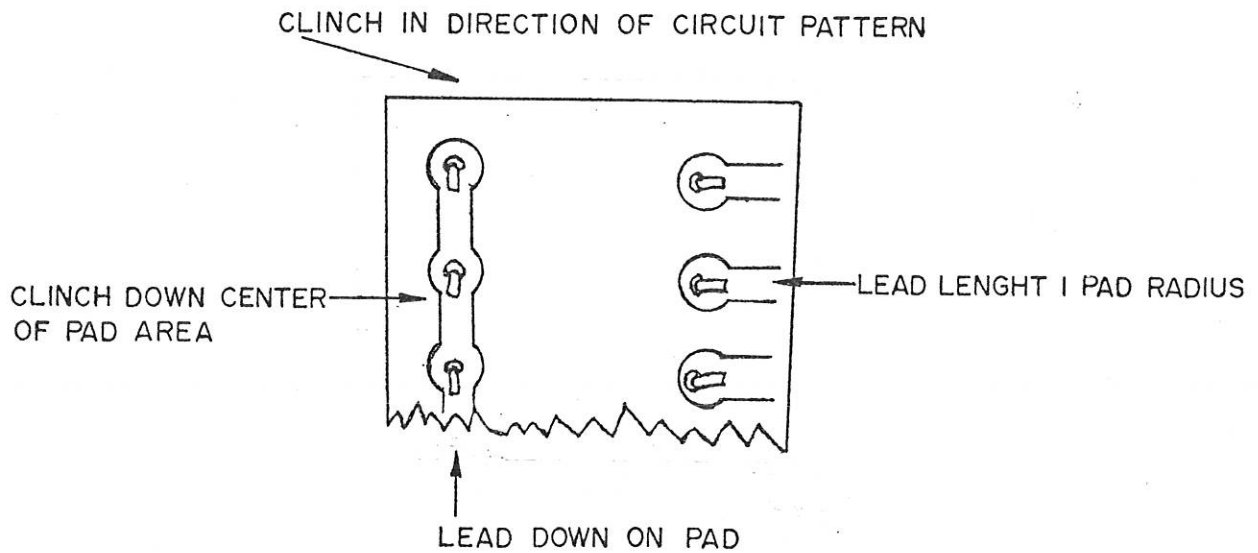 CLINCH IN DIRECTION OF CIRCUIT PATTERN
CLINCH DOWN CENTER
OF PAD AREA
LEAD LENGHT 1 PAD RADIUS
LEAD DOWN ON PAD